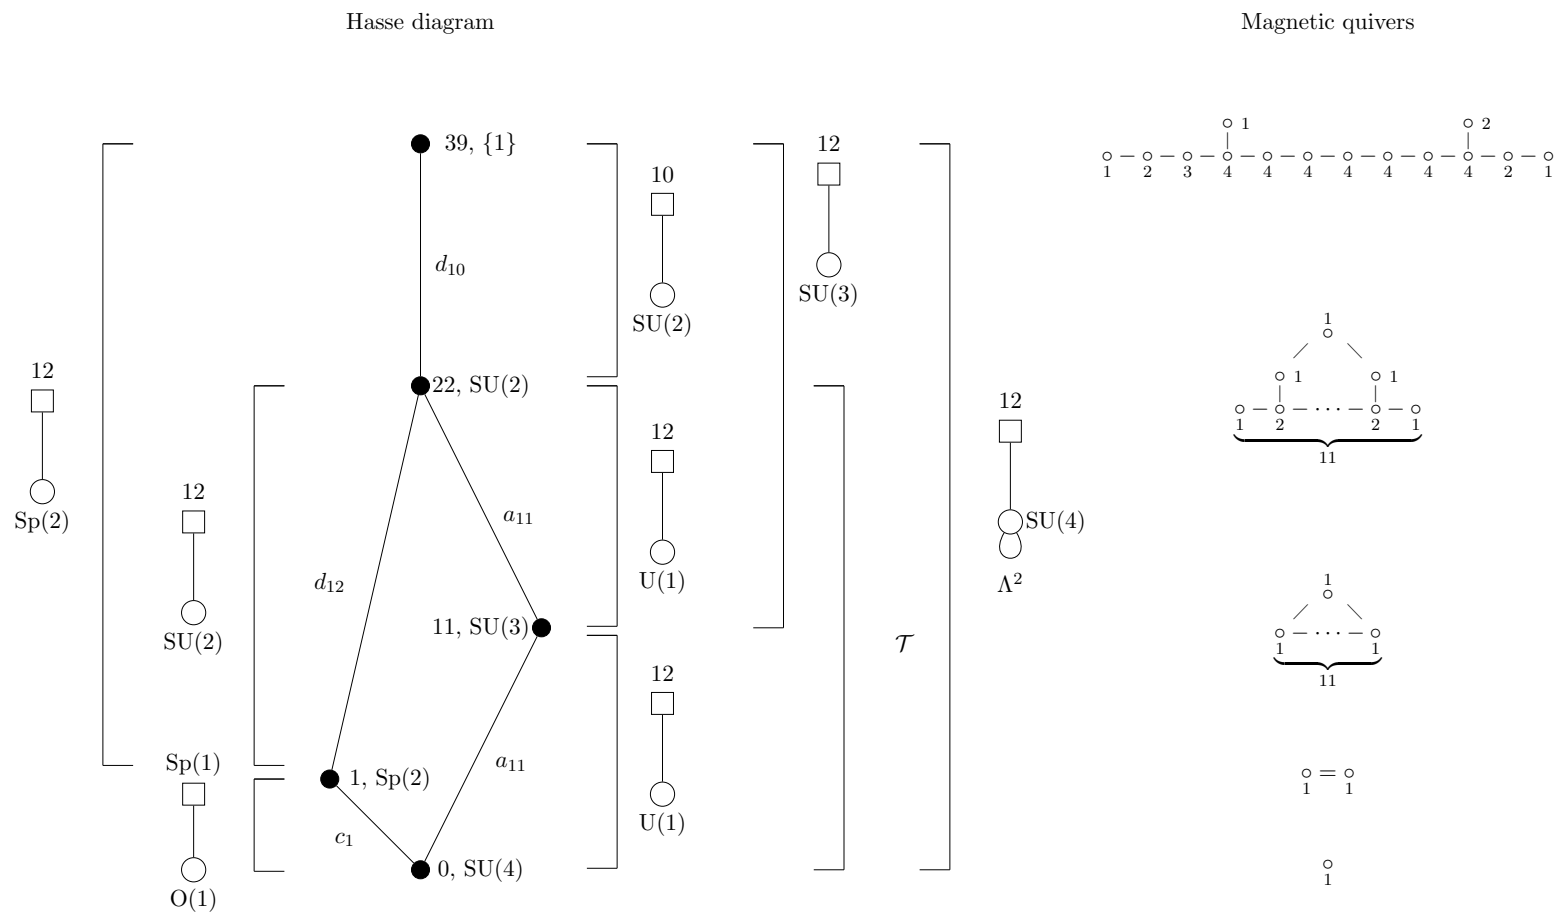 Hasse diagram
Magnetic quivers
39, {1}
d10
22, SU(2)
d12
a11
11, SU(3)
1, Sp(2)
c1
a11
0, SU(4)
12
Sp(2)
12
SU(2)
Sp(1)
O(1)
10
SU(2)
12
U(1)
12
U(1)
12
SU(3)
𝒯
12
SU(4)
Λ²
1 2
1 2 3 4 4 4 4 4 4 4 2 1
1
1 1
···
1 2 2 1
11
1
···
1 1
11
1 1
1